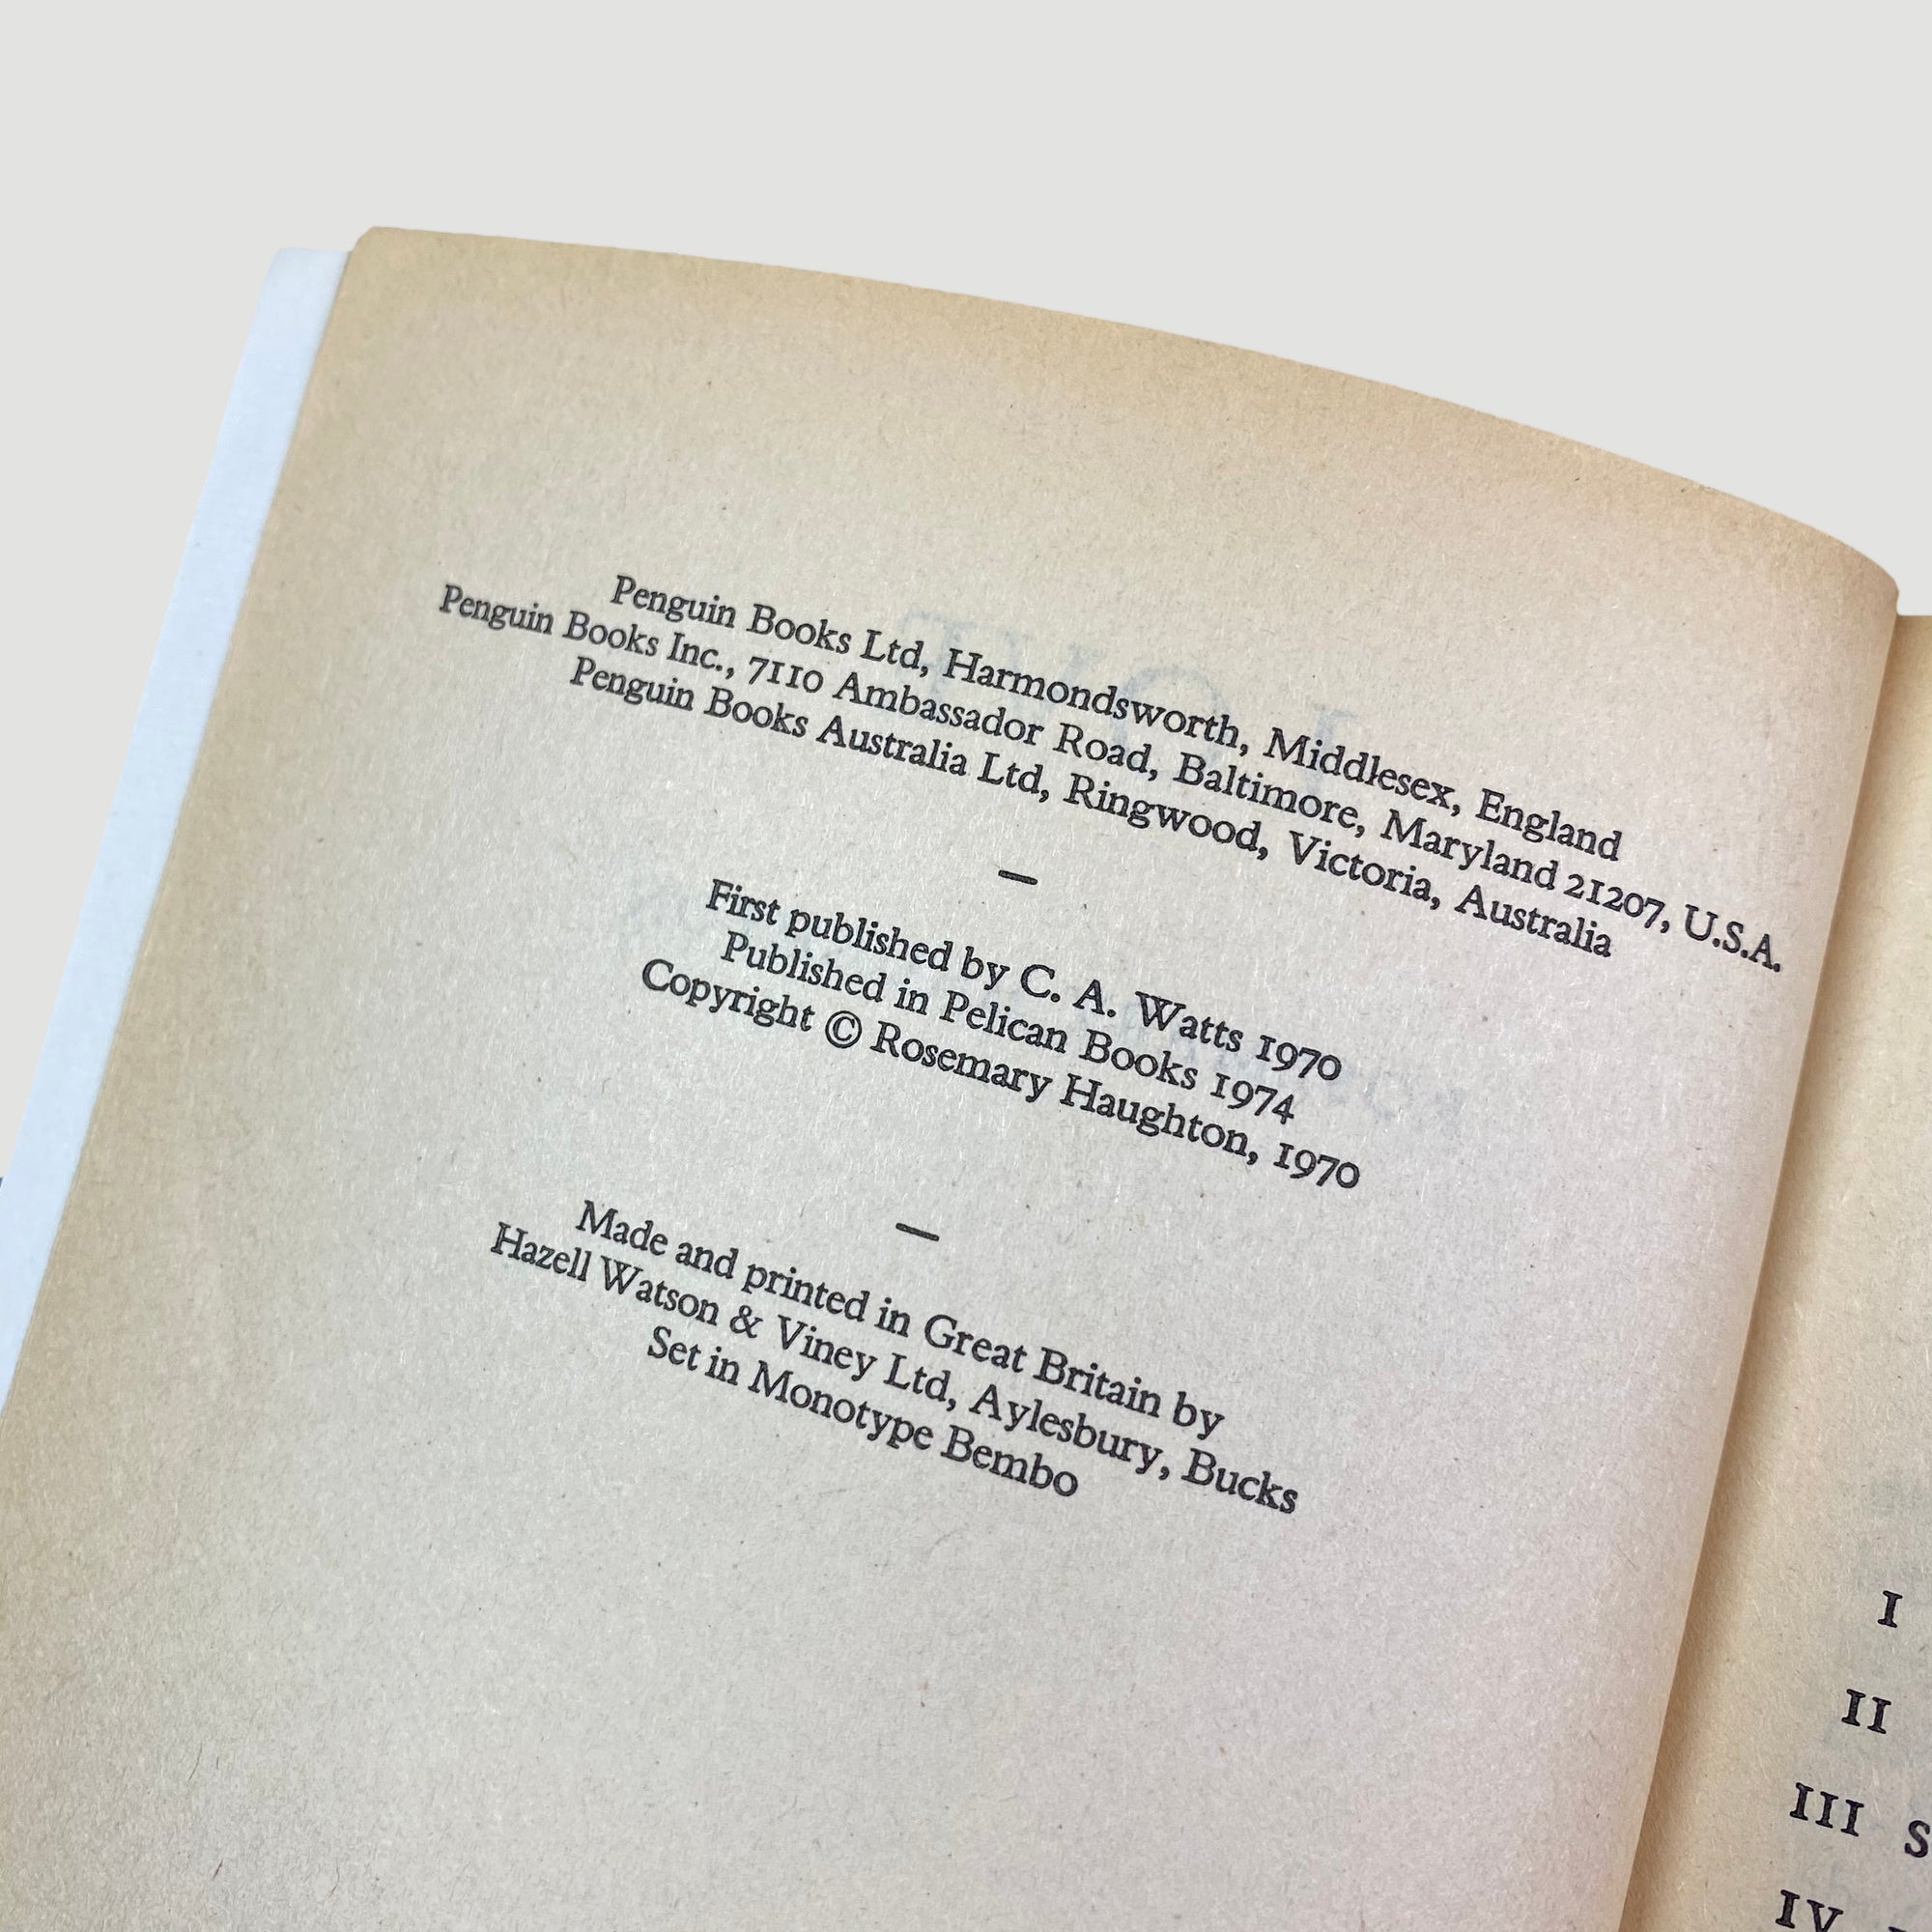 Penguin Books Ltd, Harmondsworth, Middlesex, England
Penguin Books Inc., 7110 Ambassador Road, Baltimore, Maryland 21207, U.S.A.
Penguin Books Australia Ltd, Ringwood, Victoria, Australia
—
First published by C. A. Watts 1970
Published in Pelican Books 1974
Copyright © Rosemary Haughton, 1970
—
Made and printed in Great Britain by
Hazell Watson & Viney Ltd, Aylesbury, Bucks
Set in Monotype Bembo
I
II
III S
IV